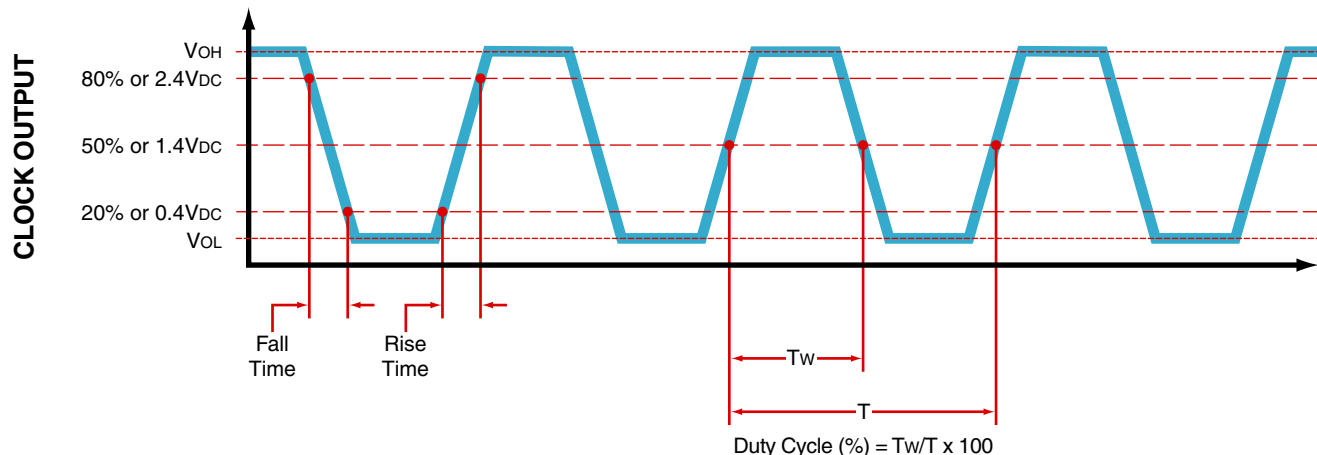 CLOCK OUTPUT
VOH
80% or 2.4VDC
50% or 1.4VDC
20% or 0.4VDC
VOL
Fall
Time
Rise
Time
TW
T
Duty Cycle (%) = TW/T x 100